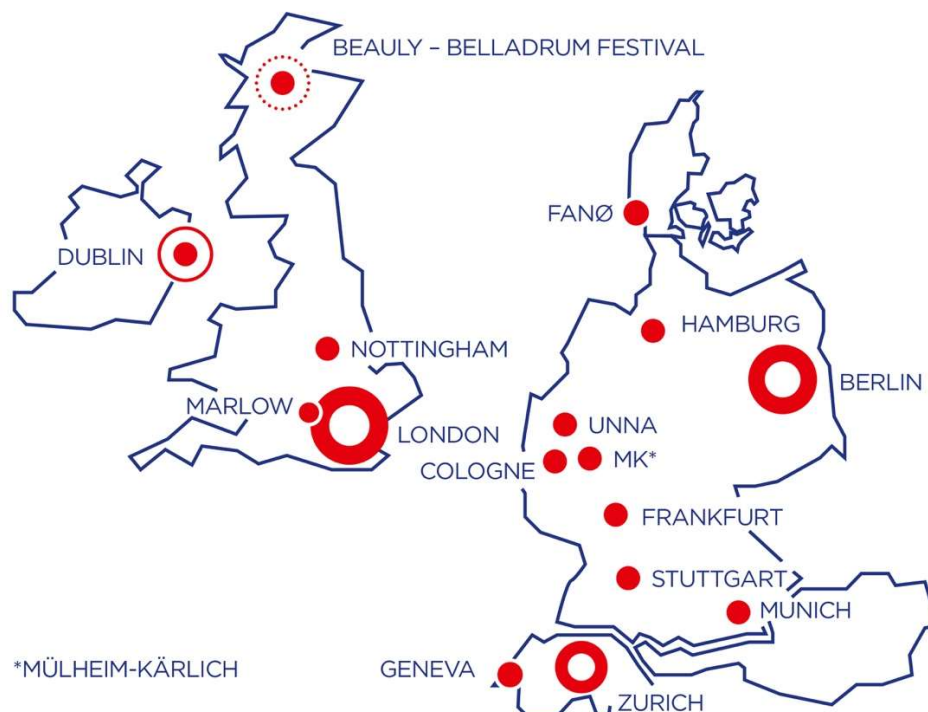 BEAULY – BELLADRUM FESTIVAL
FANØ
DUBLIN
HAMBURG
NOTTINGHAM
BERLIN
MARLOW
LONDON
UNNA
COLOGNE
MK*
FRANKFURT
STUTTGART
MUNICH
*MÜLHEIM-KÄRLICH
GENEVA
ZURICH